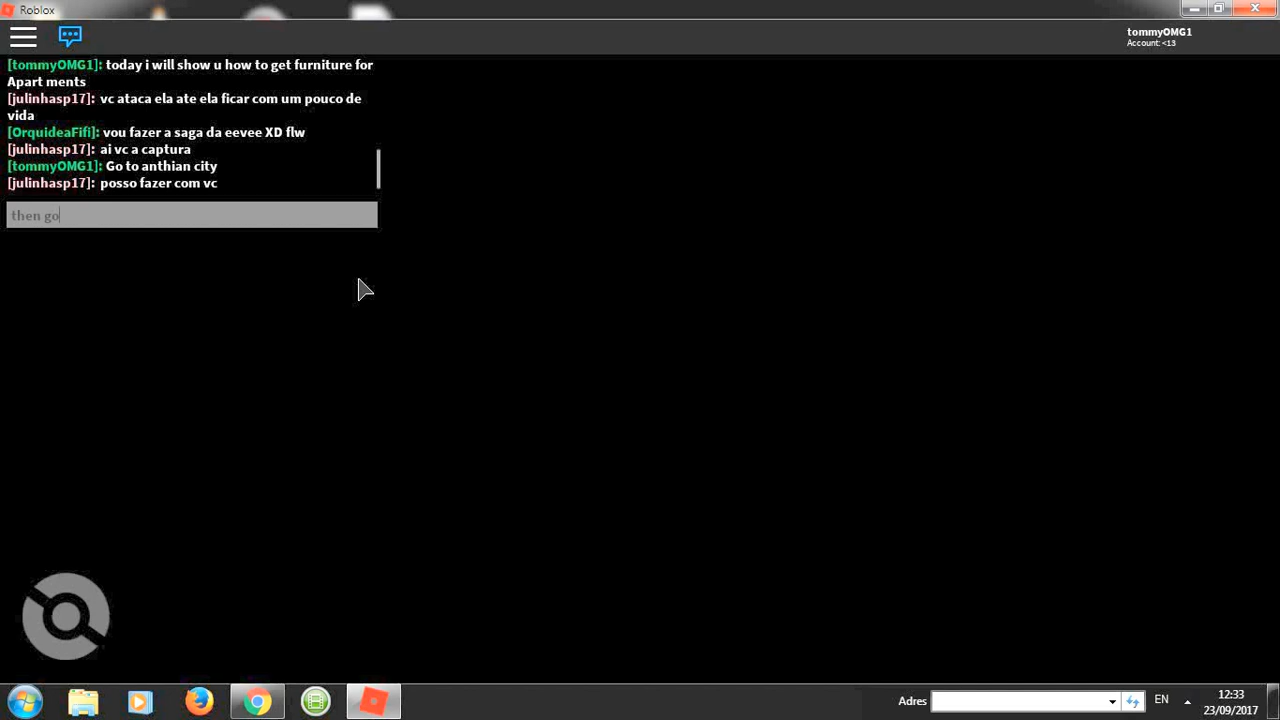 Roblox
tommyOMG1
Account: <13
[tommyOMG1]: today i will show u how to get furniture for
Apart ments
[julinhasp17]: vc ataca ela ate ela ficar com um pouco de
vida
[OrquideaFifi]: vou fazer a saga da eevee XD flw
[julinhasp17]: ai vc a captura
[tommyOMG1]: Go to anthian city
[julinhasp17]: posso fazer com vc
then go
Adres
EN
12:33
23/09/2017